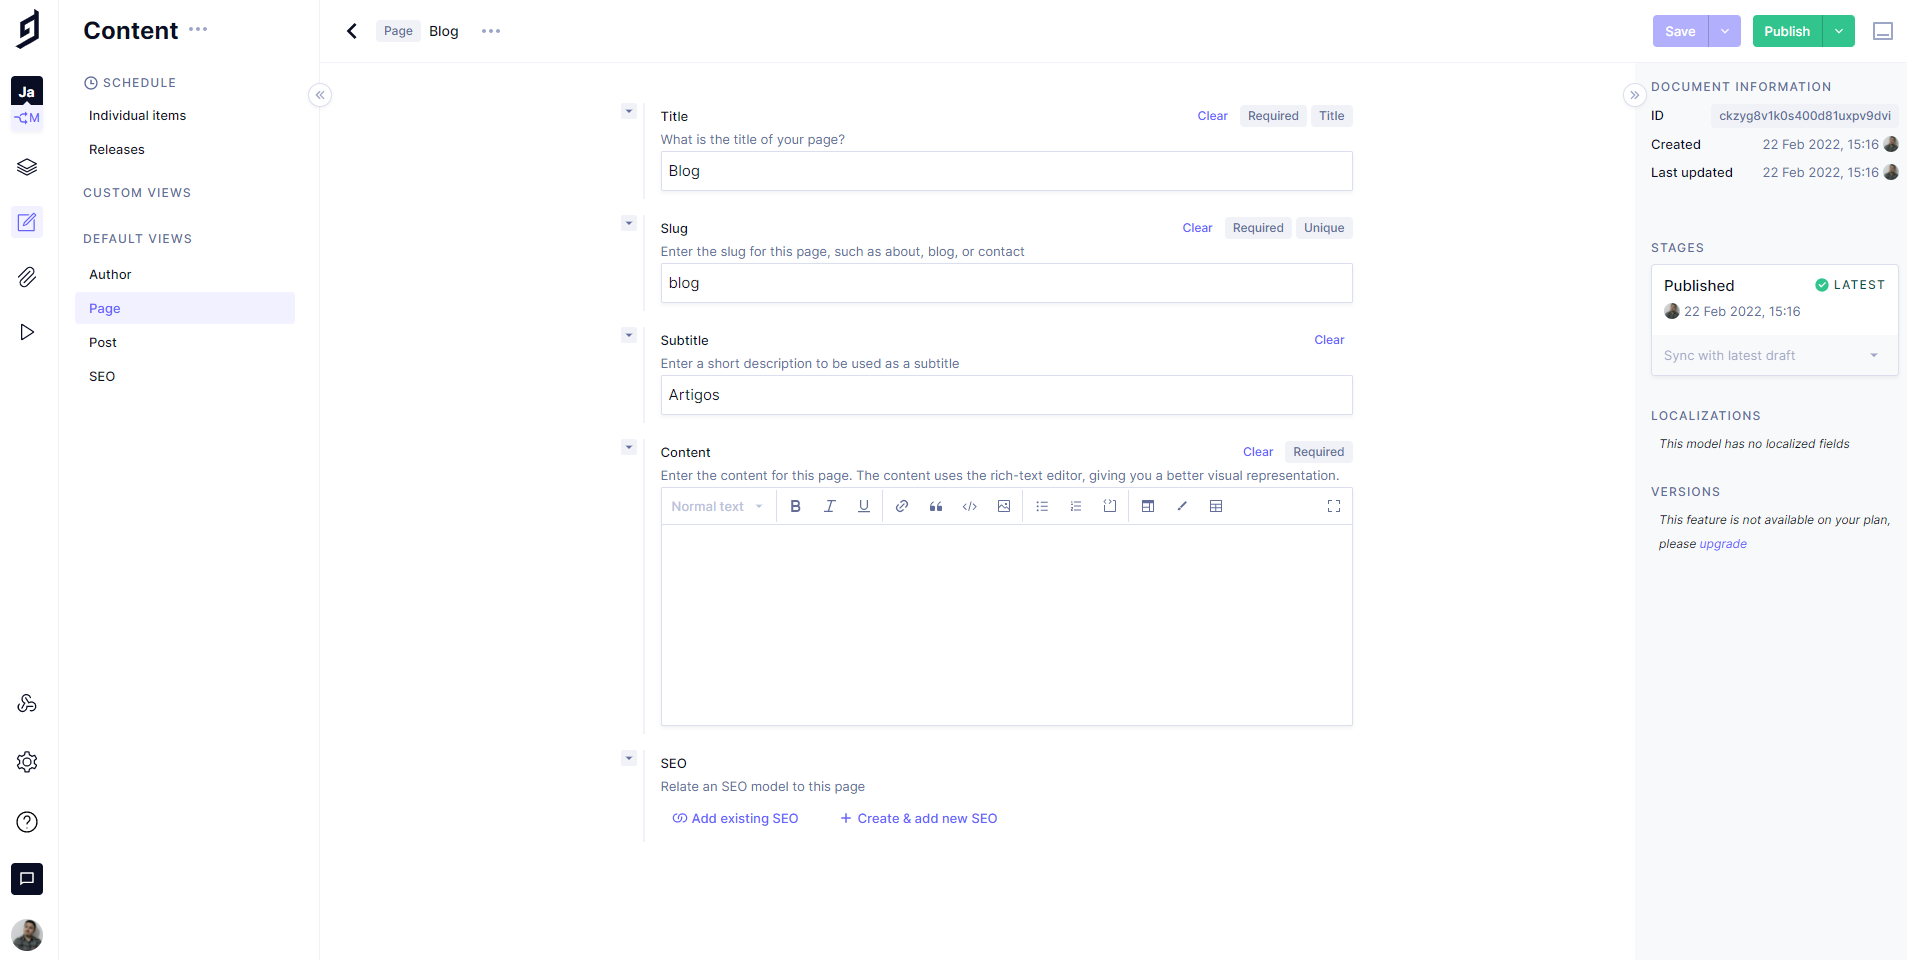 Content
Page
Blog
Save
Publish
Ja
M
SCHEDULE
Individual items
Releases
CUSTOM VIEWS
DEFAULT VIEWS
Author
Page
Post
SEO
Title
Clear
Required
Title
What is the title of your page?
Blog
Slug
Clear
Required
Unique
Enter the slug for this page, such as about, blog, or contact
blog
Subtitle
Clear
Enter a short description to be used as a subtitle
Artigos
Content
Clear
Required
Enter the content for this page. The content uses the rich-text editor, giving you a better visual representation.
Normal text
SEO
Relate an SEO model to this page
Add existing SEO
Create & add new SEO
DOCUMENT INFORMATION
ID ckzyg8v1k0s400d81uxpv9dvi
Created 22 Feb 2022, 15:16
Last updated 22 Feb 2022, 15:16
STAGES
Published LATEST
22 Feb 2022, 15:16
Sync with latest draft
LOCALIZATIONS
This model has no localized fields
VERSIONS
This feature is not available on your plan,
please upgrade